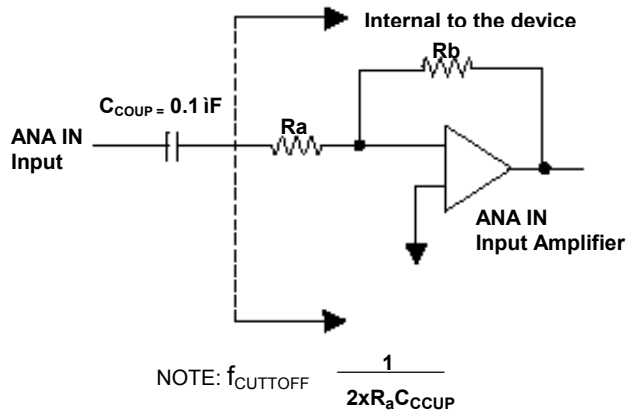 Internal to the device
Rb
CCOUP = 0.1 ìF
Ra
ANA IN
Input
ANA IN
Input Amplifier
NOTE: fCUTTOFF
1
2xRaCCCUP